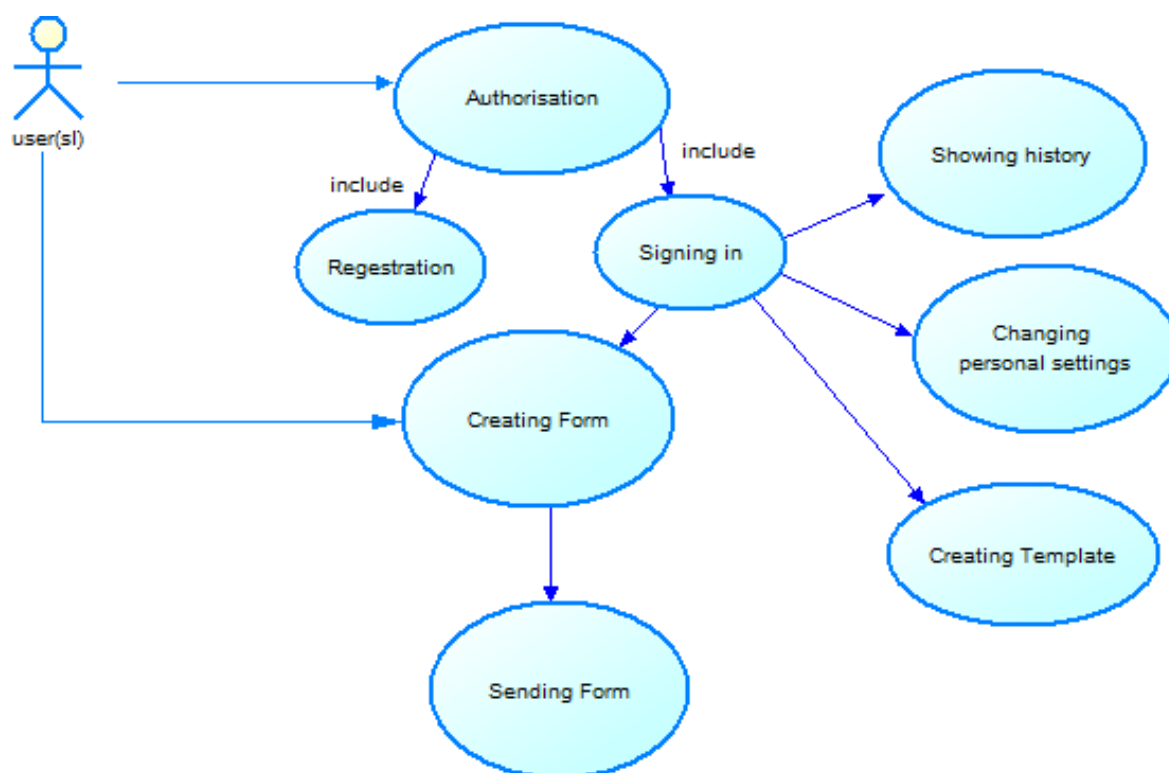 Authorisation
user(sl)
include
include
Showing history
Regestration
Signing in
Changing
personal settings
Creating Form
Creating Template
Sending Form